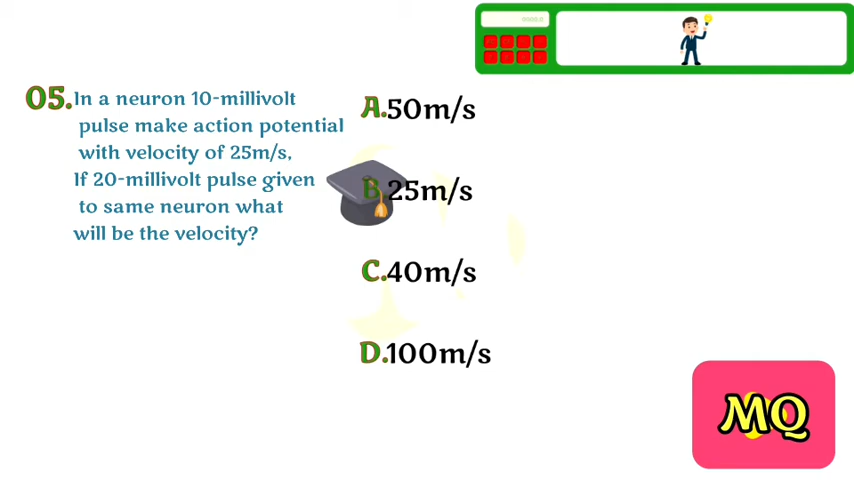 05. In a neuron 10-millivolt
pulse make action potential
with velocity of 25m/s,
If 20-millivolt pulse given
to same neuron what
will be the velocity?
A. 50m/s
B. 25m/s
C. 40m/s
D. 100m/s
MQ